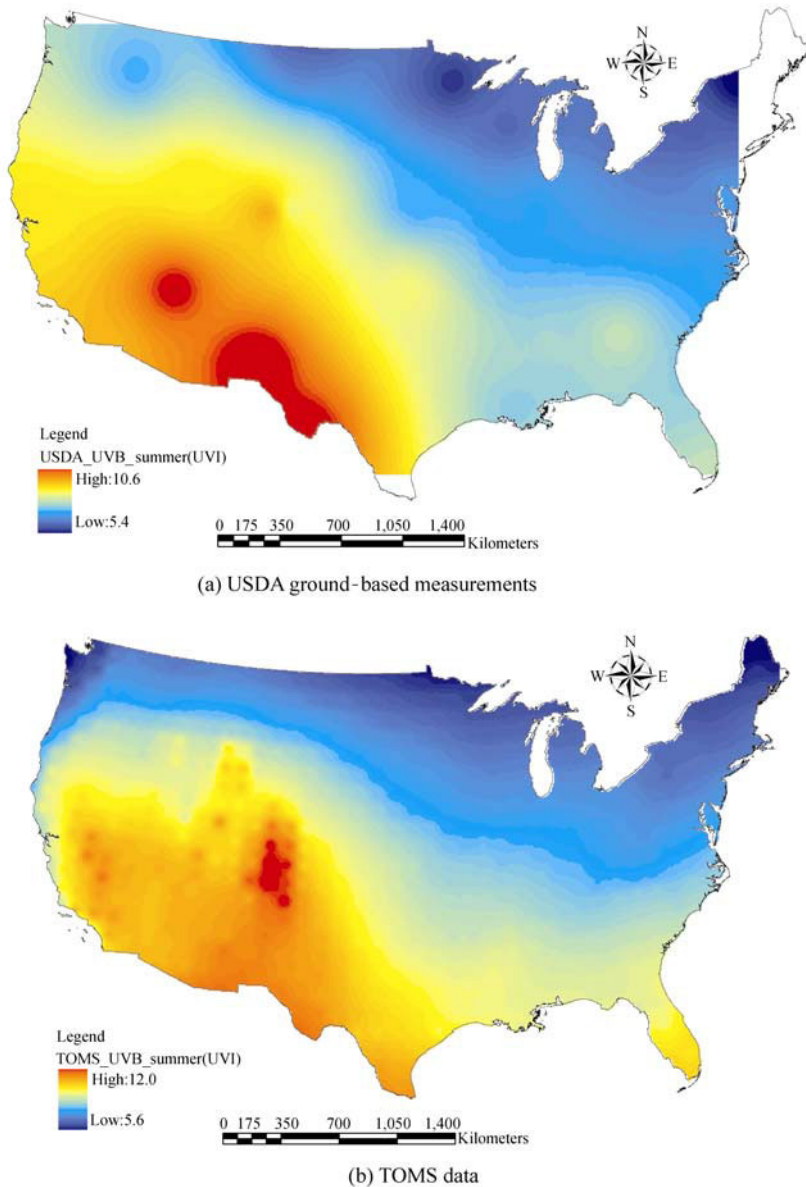 N
W E
S
Legend
USDA_UVB_summer(UVI)
High:10.6
Low:5.4
0 175 350 700 1,050 1,400
Kilometers
(a) USDA ground-based measurements
N
W E
S
Legend
TOMS_UVB_summer(UVI)
High:12.0
Low:5.6
0 175 350 700 1,050 1,400
Kilometers
(b) TOMS data